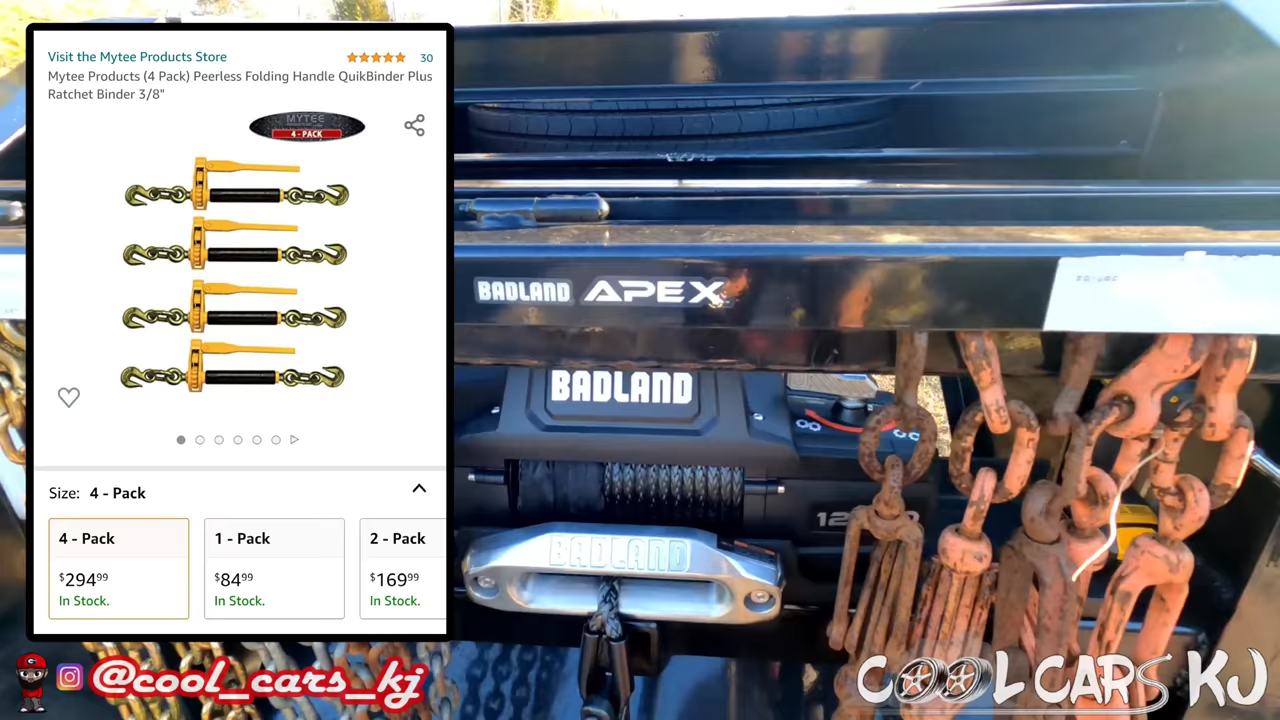 Visit the Mytee Products Store
30
Mytee Products (4 Pack) Peerless Folding Handle QuikBinder Plus
Ratchet Binder 3/8"
MYTEE
4 - PACK
Size: 4 - Pack
4 - Pack
1 - Pack
2 - Pack
$294.99
$84.99
$169.99
In Stock.
In Stock.
In Stock.
BADLAND APEX
BADLAND
BADLAND
@cool_cars_kj
COOL CARS KJ